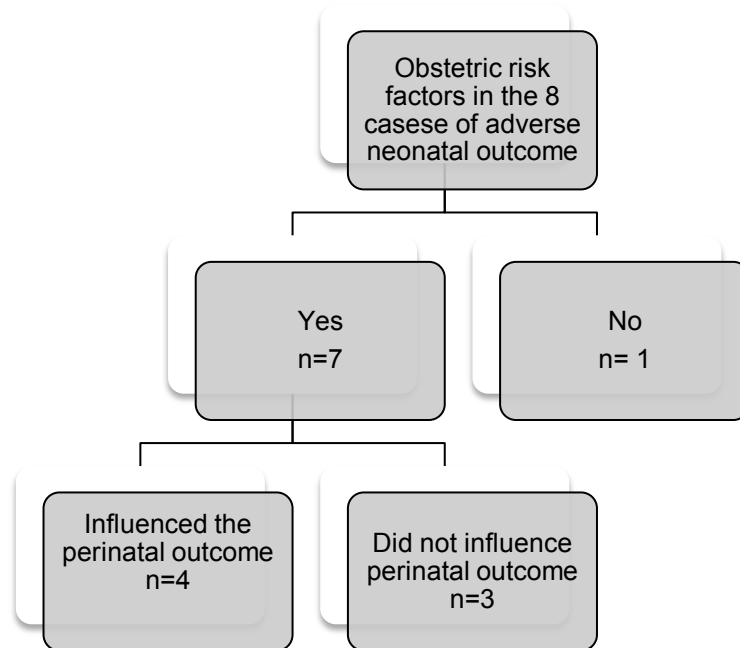 Obstetric risk
factors in the 8
casese of adverse
neonatal outcome
Yes
n=7
No
n= 1
Influenced the
perinatal outcome
n=4
Did not influence
perinatal outcome
n=3